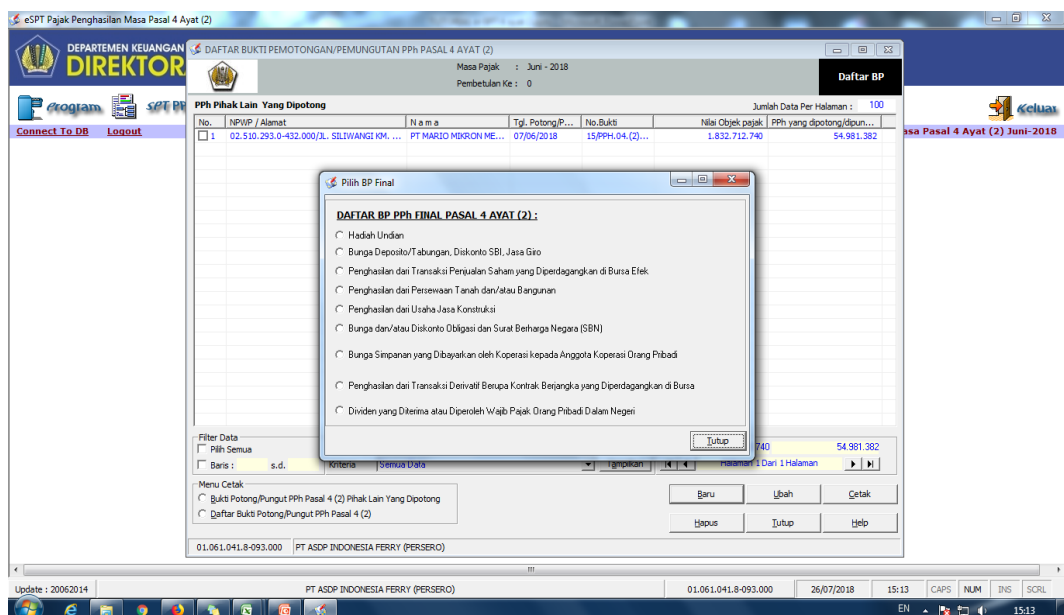 eSPT Pajak Penghasilan Masa Pasal 4 Ayat (2)
DEPARTEMEN KEUANGAN
DIREKTOR
Program
SPT PP
Keluar
Connect To DB Logout
asa Pasal 4 Ayat (2) Juni-2018
DAFTAR BUKTI PEMOTONGAN/PEMUNGUTAN PPh PASAL 4 AYAT (2)
Masa Pajak : Juni - 2018
Pembetulan Ke : 0
Daftar BP
PPh Pihak Lain Yang Dipotong
Jumlah Data Per Halaman : 100
No. NPWP / Alamat N a m a Tgl. Potong/P... No.Bukti Nilai Objek pajak PPh yang dipotong/dipun...
1 02.510.293.0-432.000/JL. SILIWANGI KM. ... PT MARIO MIKRON ME... 07/06/2018 15/PPH.04.(2)... 1.832.712.740 54.981.382
Pilih BP Final
DAFTAR BP PPh FINAL PASAL 4 AYAT (2) :
Hadiah Undian
Bunga Deposito/Tabungan, Diskonto SBI, Jasa Giro
Penghasilan dari Transaksi Penjualan Saham yang Diperdagangkan di Bursa Efek
Penghasilan dari Persewaan Tanah dan/atau Bangunan
Penghasilan dari Usaha Jasa Konstruksi
Bunga dan/atau Diskonto Obligasi dan Surat Berharga Negara (SBN)
Bunga Simpanan yang Dibayarkan oleh Koperasi kepada Anggota Koperasi Orang Pribadi
Penghasilan dari Transaksi Derivatif Berupa Kontrak Berjangka yang Diperdagangkan di Bursa
Dividen yang Diterima atau Diperoleh Wajib Pajak Orang Pribadi Dalam Negeri
Tutup
Filter Data
Pilih Semua
740 54.981.382
Baris : s.d. Kriteria Semua Data Tampilkan Halaman 1 Dari 1 Halaman
Menu Cetak
Bukti Potong/Pungut PPh Pasal 4 (2) Pihak Lain Yang Dipotong
Daftar Bukti Potong/Pungut PPh Pasal 4 (2)
Baru Ubah Cetak
Hapus Tutup Help
01.061.041.8-093.000 PT ASDP INDONESIA FERRY (PERSERO)
Update : 20062014 PT ASDP INDONESIA FERRY (PERSERO) 01.061.041.8-093.000 26/07/2018 15:13 CAPS NUM INS SCRL
EN 15:13